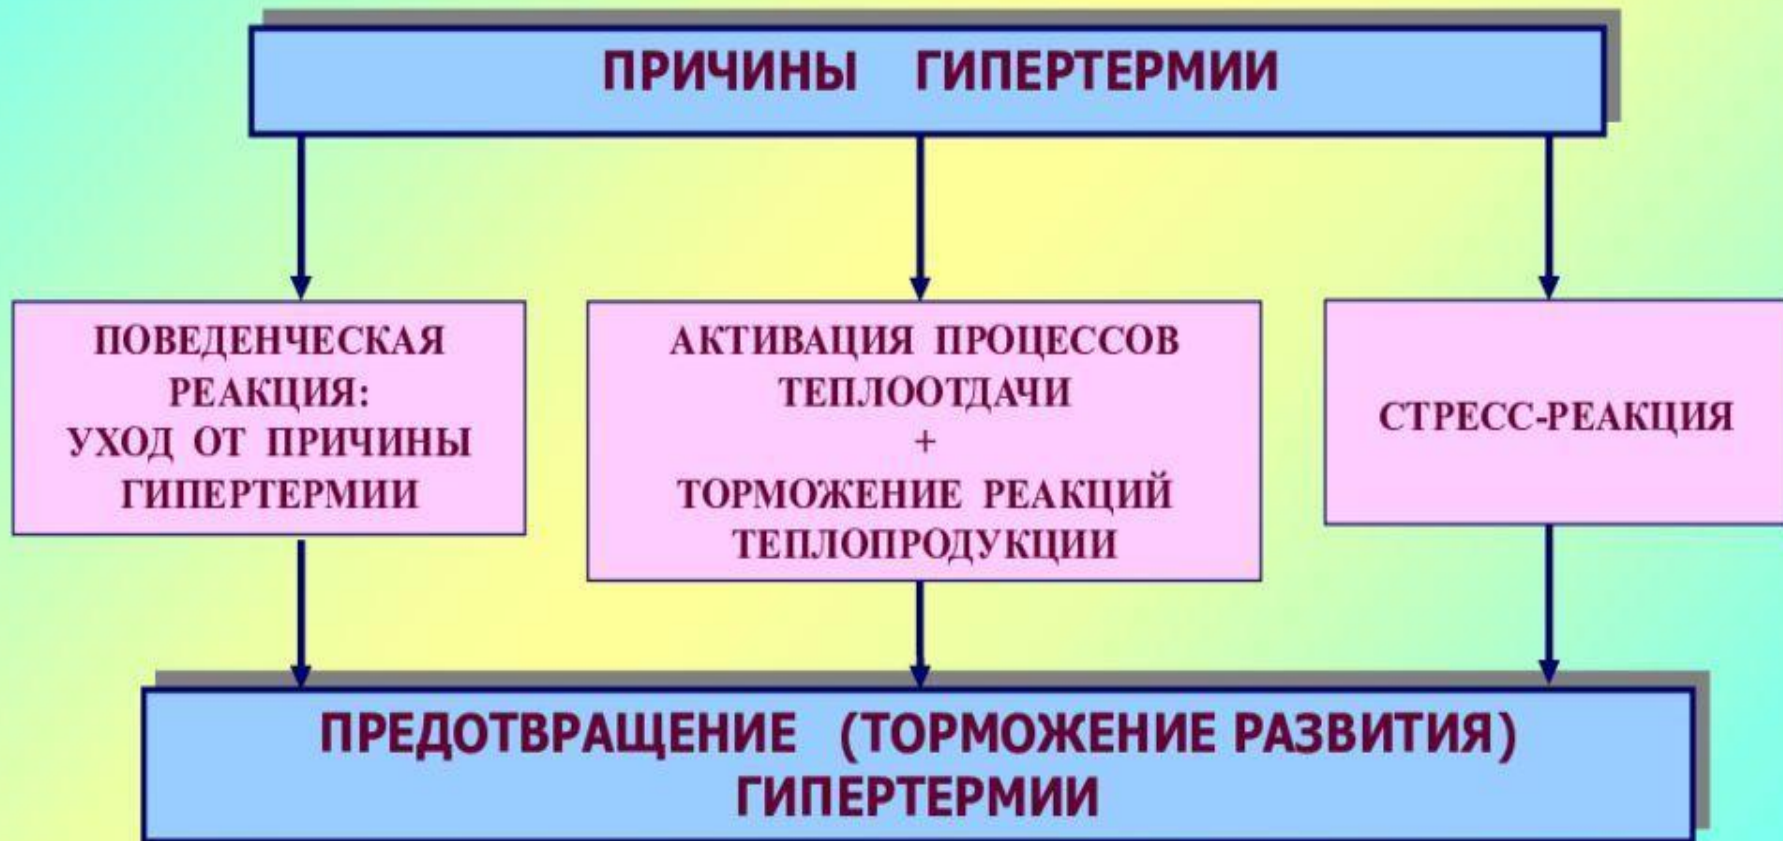 ПРИЧИНЫ ГИПЕРТЕРМИИ
ПОВЕДЕНЧЕСКАЯ
РЕАКЦИЯ:
УХОД ОТ ПРИЧИНЫ
ГИПЕРТЕРМИИ
АКТИВАЦИЯ ПРОЦЕССОВ
ТЕПЛООТДАЧИ
+
ТОРМОЖЕНИЕ РЕАКЦИЙ
ТЕПЛОПРОДУКЦИИ
СТРЕСС-РЕАКЦИЯ
ПРЕДОТВРАЩЕНИЕ (ТОРМОЖЕНИЕ РАЗВИТИЯ)
ГИПЕРТЕРМИИ